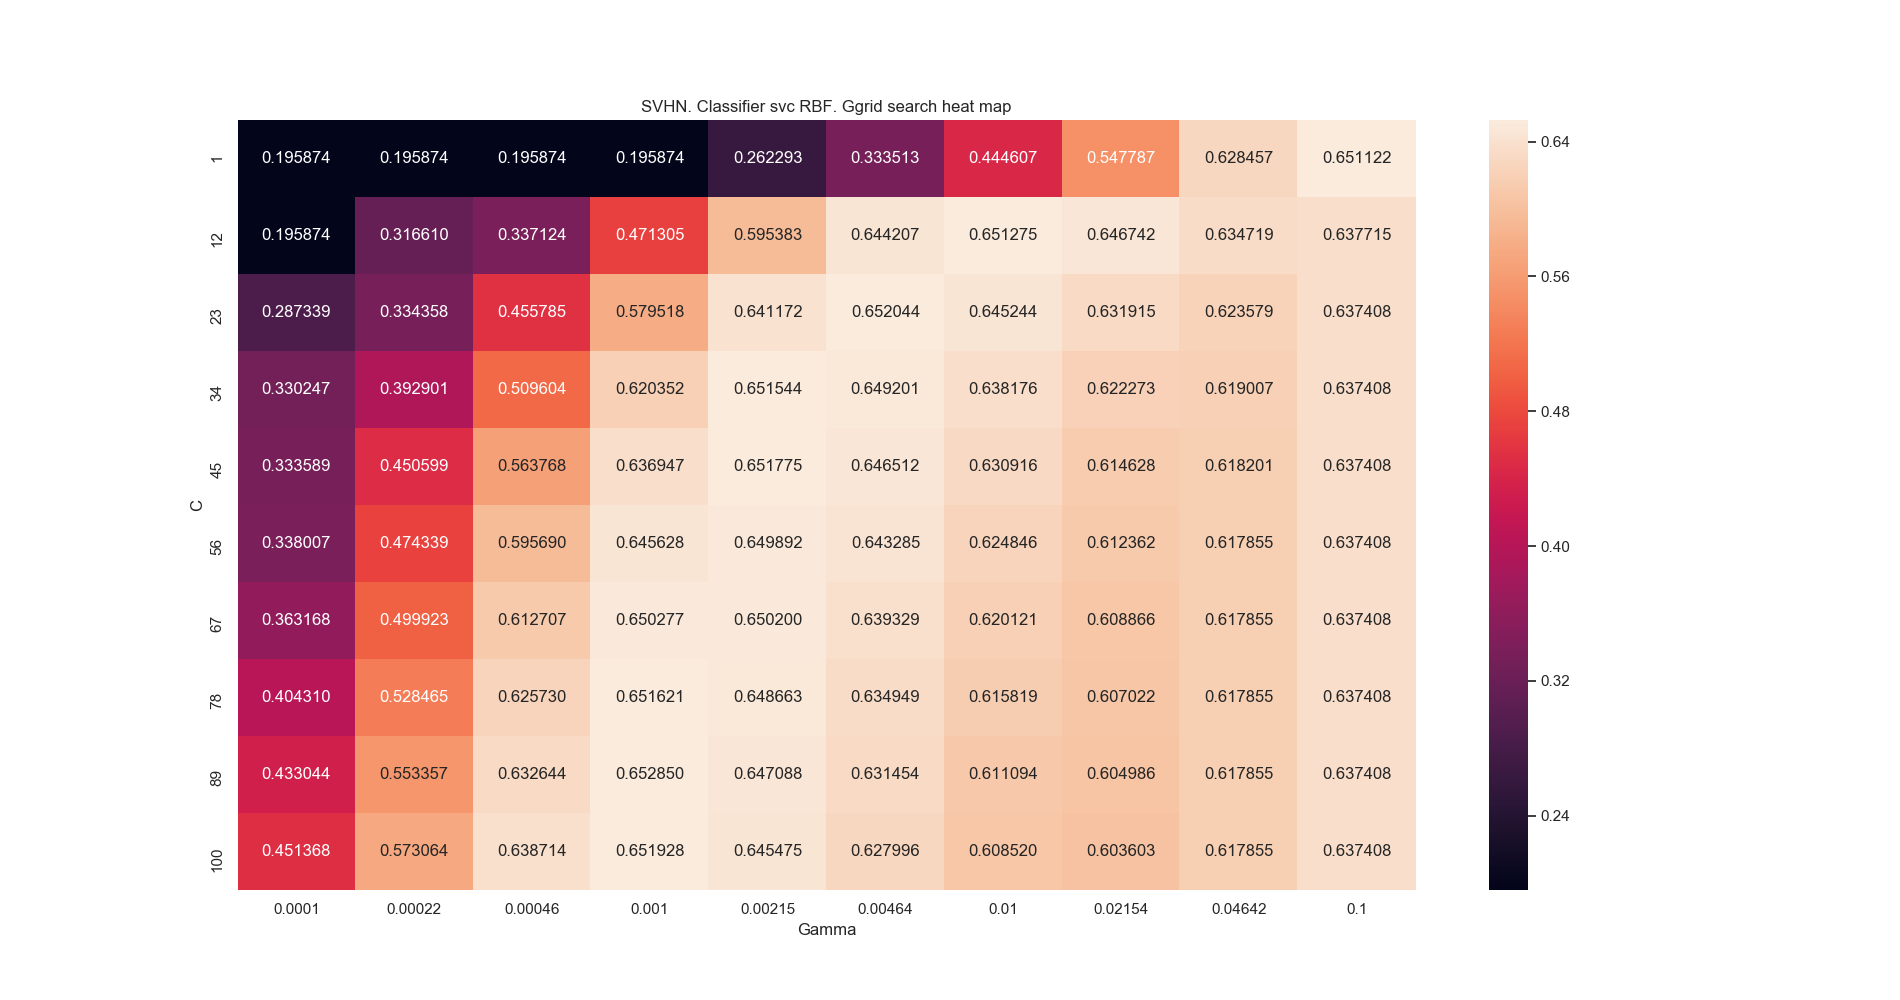 SVHN. Classifier svc RBF. Ggrid search heat map
1 0.195874 0.195874 0.195874 0.195874 0.262293 0.333513 0.444607 0.547787 0.628457 0.651122
12 0.195874 0.316610 0.337124 0.471305 0.595383 0.644207 0.651275 0.646742 0.634719 0.637715
23 0.287339 0.334358 0.455785 0.579518 0.641172 0.652044 0.645244 0.631915 0.623579 0.637408
34 0.330247 0.392901 0.509604 0.620352 0.651544 0.649201 0.638176 0.622273 0.619007 0.637408
45 0.333589 0.450599 0.563768 0.636947 0.651775 0.646512 0.630916 0.614628 0.618201 0.637408
C
56 0.338007 0.474339 0.595690 0.645628 0.649892 0.643285 0.624846 0.612362 0.617855 0.637408
67 0.363168 0.499923 0.612707 0.650277 0.650200 0.639329 0.620121 0.608866 0.617855 0.637408
78 0.404310 0.528465 0.625730 0.651621 0.648663 0.634949 0.615819 0.607022 0.617855 0.637408
89 0.433044 0.553357 0.632644 0.652850 0.647088 0.631454 0.611094 0.604986 0.617855 0.637408
100 0.451368 0.573064 0.638714 0.651928 0.645475 0.627996 0.608520 0.603603 0.617855 0.637408
0.0001 0.00022 0.00046 0.001 0.00215 0.00464 0.01 0.02154 0.04642 0.1
Gamma
0.64
0.56
0.48
0.40
0.32
0.24